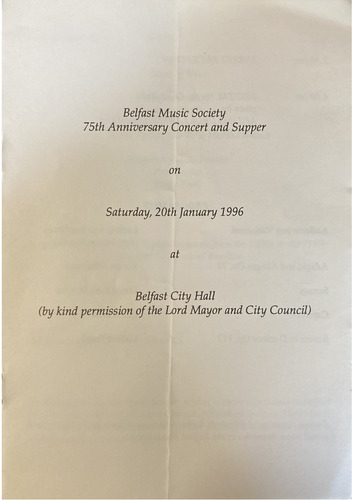 Belfast Music Society
75th Anniversary Concert and Supper
on
Saturday, 20th January 1996
at
Belfast City Hall
(by kind permission of the Lord Mayor and City Council)